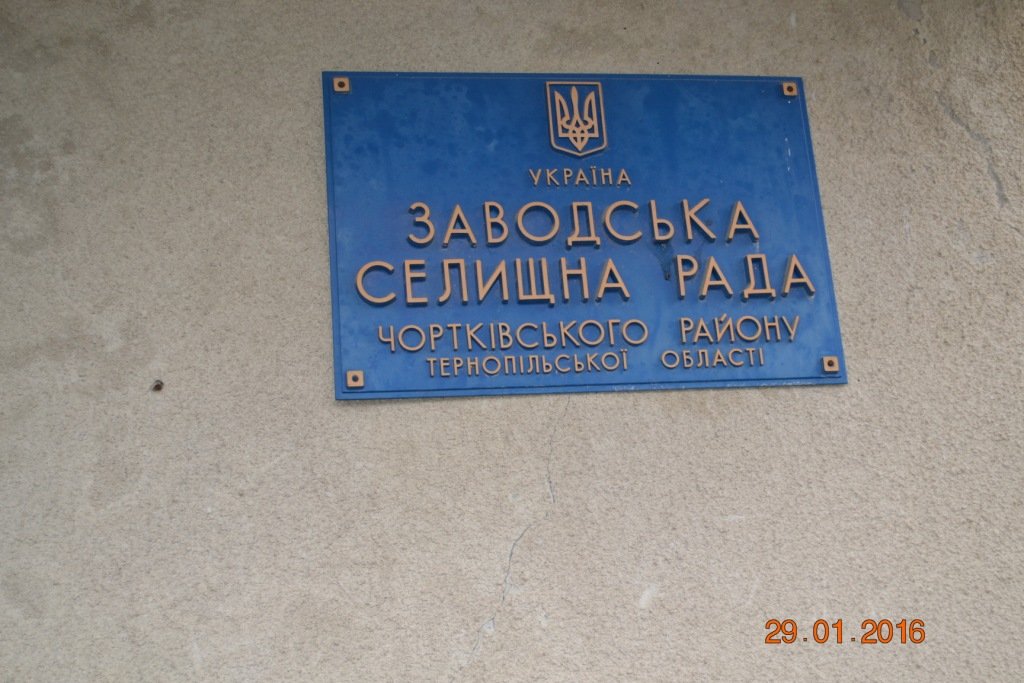 УКРАЇНА
ЗАВОДСЬКА
СЕЛИЩНА РАДА
ЧОРТКІВСЬКОГО РАЙОНУ
ТЕРНОПІЛЬСЬКОЇ ОБЛАСТІ
29.01.2016